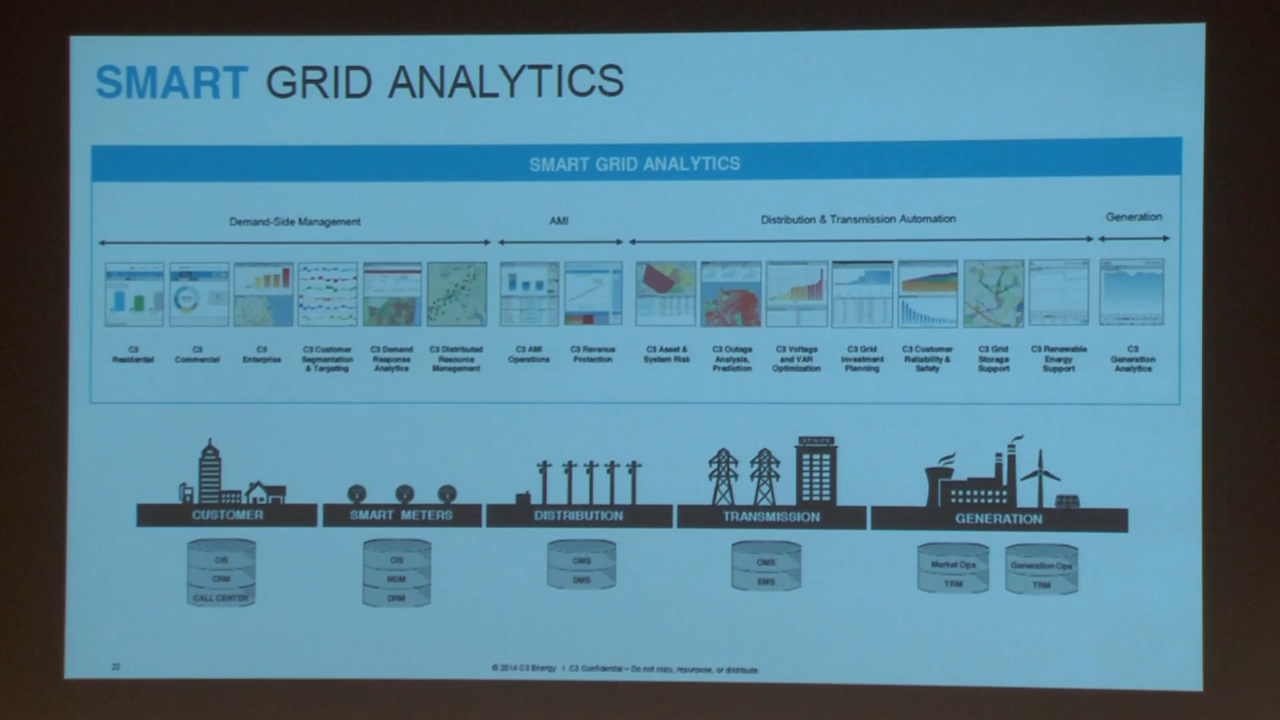 SMART GRID ANALYTICS
SMART GRID ANALYTICS
Demand-Side Management
AMI
Distribution & Transmission Automation
Generation
C3
Residential
C3
Commercial
C3
Enterprise
C3 Customer
Segmentation
& Targeting
C3 Demand
Response
Analytics
C3 Distributed
Resource
Management
C3 AMI
Operations
C3 Revenue
Protection
C3 Asset &
System Risk
C3 Outage
Analysis,
Prediction
C3 Voltage
and VAR
Optimization
C3 Grid
Investment
Planning
C3 Customer
Reliability &
Safety
C3 Grid
Storage
Support
C3 Renewable
Energy
Support
C3
Generation
Analytics
UTILITY
CUSTOMER
SMART METERS
DISTRIBUTION
TRANSMISSION
GENERATION
CIS
CRM
CALL CENTER
CIS
MDM
DRM
OMS
DMS
OMS
EMS
Market Ops
TRM
Generation Ops
TRM
22
© 2014 C3 Energy | C3 Confidential – Do not copy, repurpose, or distribute.